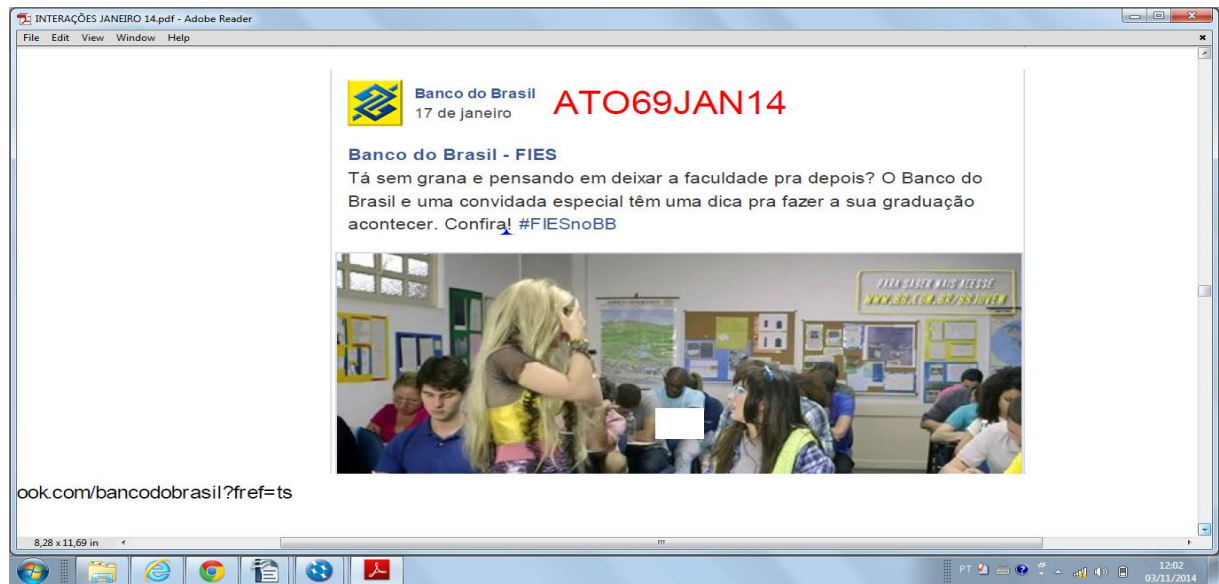 INTERAÇÕES JANEIRO 14.pdf - Adobe Reader
File Edit View Window Help
Banco do Brasil
17 de janeiro
ATO69JAN14
Banco do Brasil - FIES
Tá sem grana e pensando em deixar a faculdade pra depois? O Banco do
Brasil e uma convidada especial têm uma dica pra fazer a sua graduação
acontecer. Confira! #FIESnoBB
PARA SABER MAIS ACESSE
WWW.BB.COM.BR/BBJOVEM
ook.com/bancodobrasil?fref=ts
8,28 x 11,69 in
PT
12:02
03/11/2014